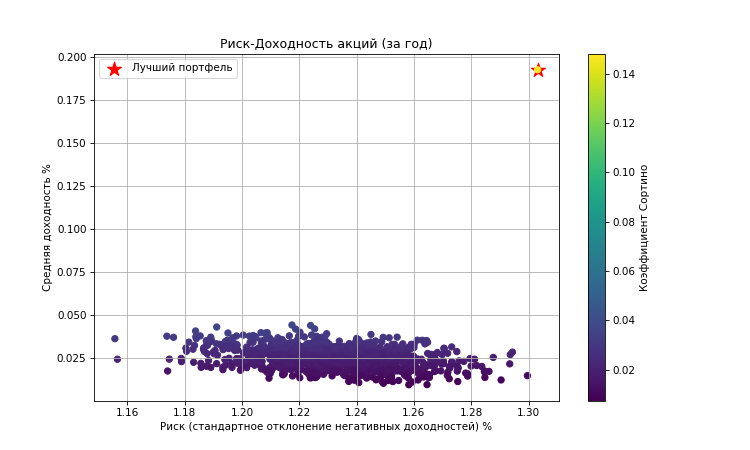 Риск-Доходность акций (за год)
Лучший портфель
0.200
0.175
0.150
0.125
0.100
0.075
0.050
0.025
Средняя доходность %
1.16 1.18 1.20 1.22 1.24 1.26 1.28 1.30
Риск (стандартное отклонение негативных доходностей) %
0.14
0.12
0.10
0.08
0.06
0.04
0.02
Коэффициент Сортино